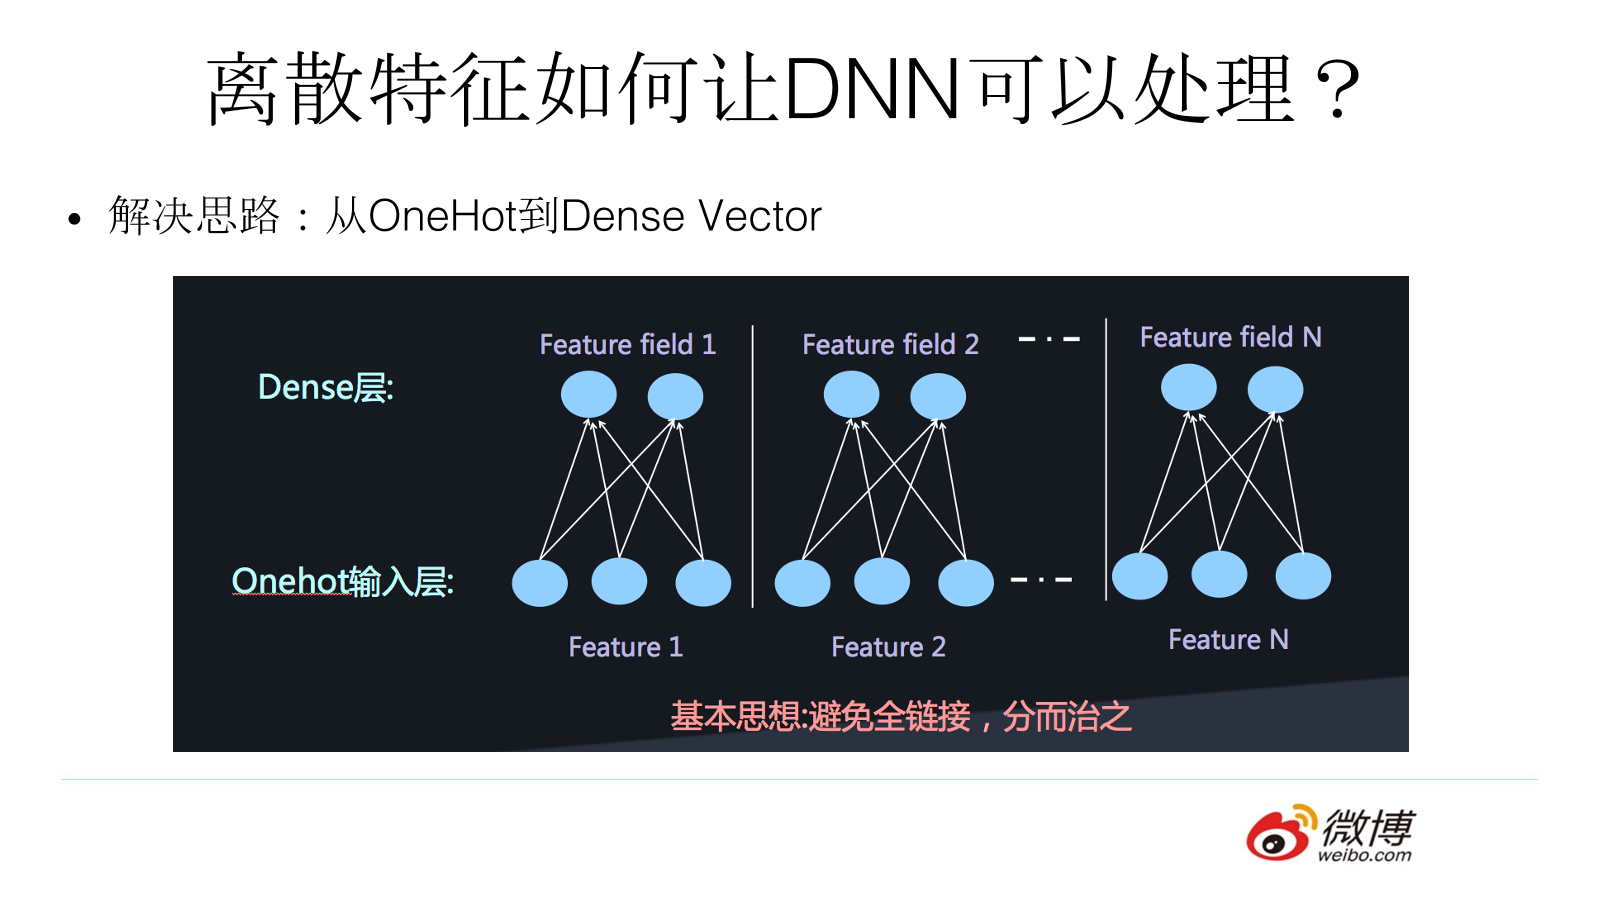 离散特征如何让DNN可以处理？
• 解决思路：从OneHot到Dense Vector
Feature field 1
Feature field 2
Feature field N
Dense层:
Onehot输入层:
Feature 1
Feature 2
Feature N
基本思想:避免全链接，分而治之
微博
weibo.com